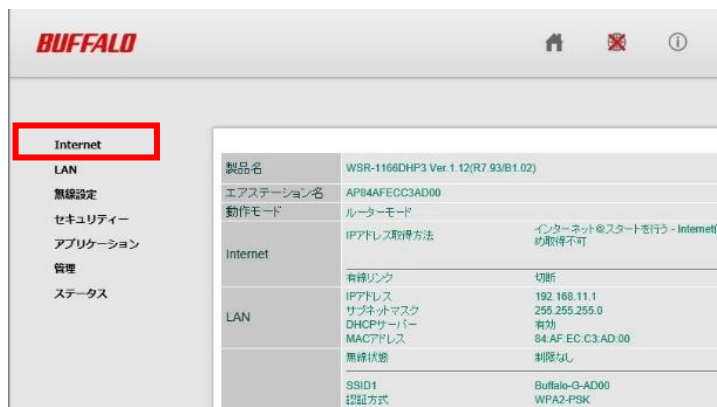 BUFFALO
Internet
LAN
無線設定
セキュリティー
アプリケーション
管理
ステータス
製品名 WSR-1166DHP3 Ver.1.12(R7.93/B1.02)
エアステーション名 AP84AFECC3AD00
動作モード ルーターモード
Internet
IPアドレス取得方法 インターネット@スタートを行う - Internet
め取得不可
有線リンク 切断
LAN
IPアドレス 192.168.11.1
サブネットマスク 255.255.255.0
DHCPサーバー 有効
MACアドレス 84:AF:EC:C3:AD:00
無線状態 制限なし
SSID1 Buffalo-G-AD00
認証方式 WPA2-PSK